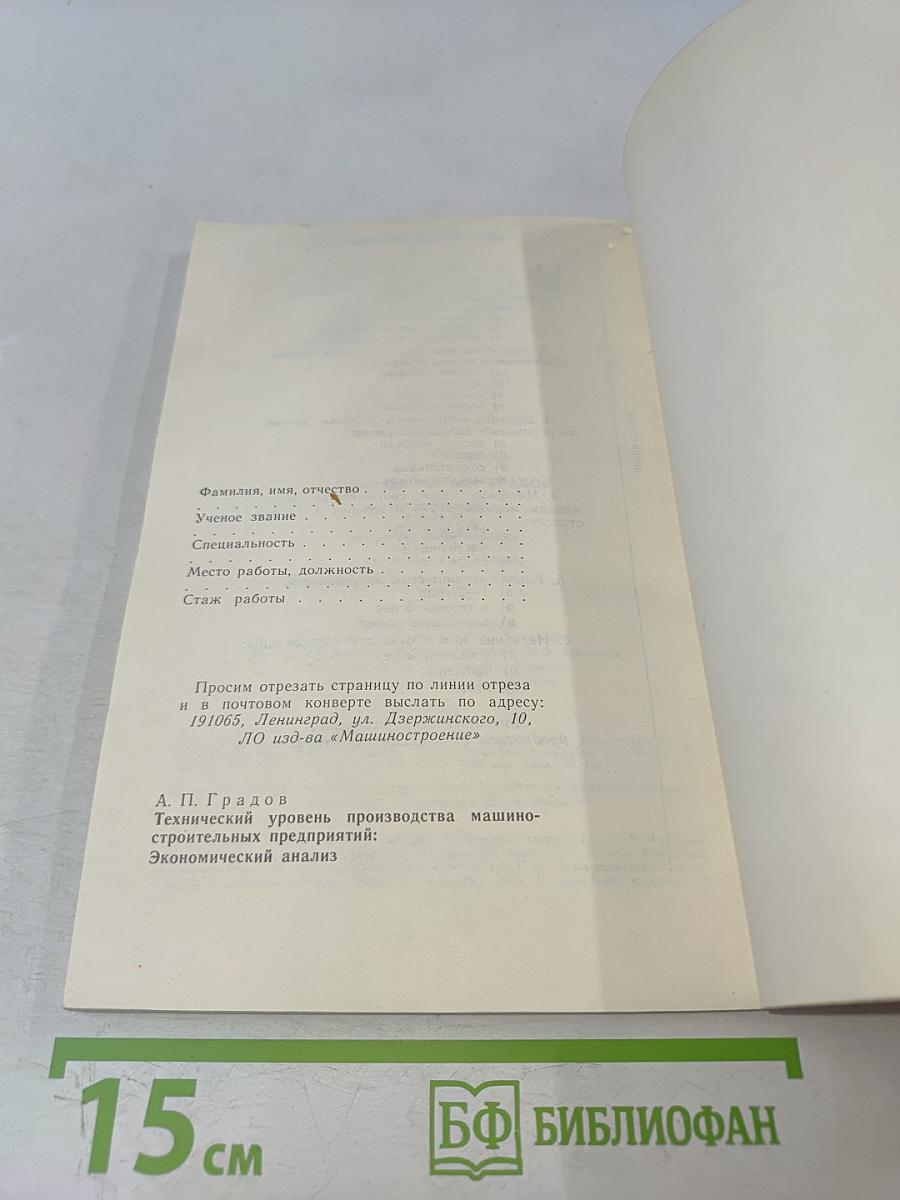 Фамилия, имя, отчество . . . . . . . .
. . . . . . . . . . . . . . . .
Ученое звание . . . . . . . . . . .
. . . . . . . . . . . . . . . .
Специальность . . . . . . . . . . .
. . . . . . . . . . . . . . . .
Место работы, должность . . . . . . .
. . . . . . . . . . . . . . . .
Стаж работы . . . . . . . . . . .
Просим отрезать страницу по линии отреза
и в почтовом конверте выслать по адресу:
191065, Ленинград, ул. Дзержинского, 10,
ЛО изд-ва «Машиностроение»
А. П. Градов
Технический уровень производства машино-
строительных предприятий:
Экономический анализ
15 см
БФ БИБЛИОФАН